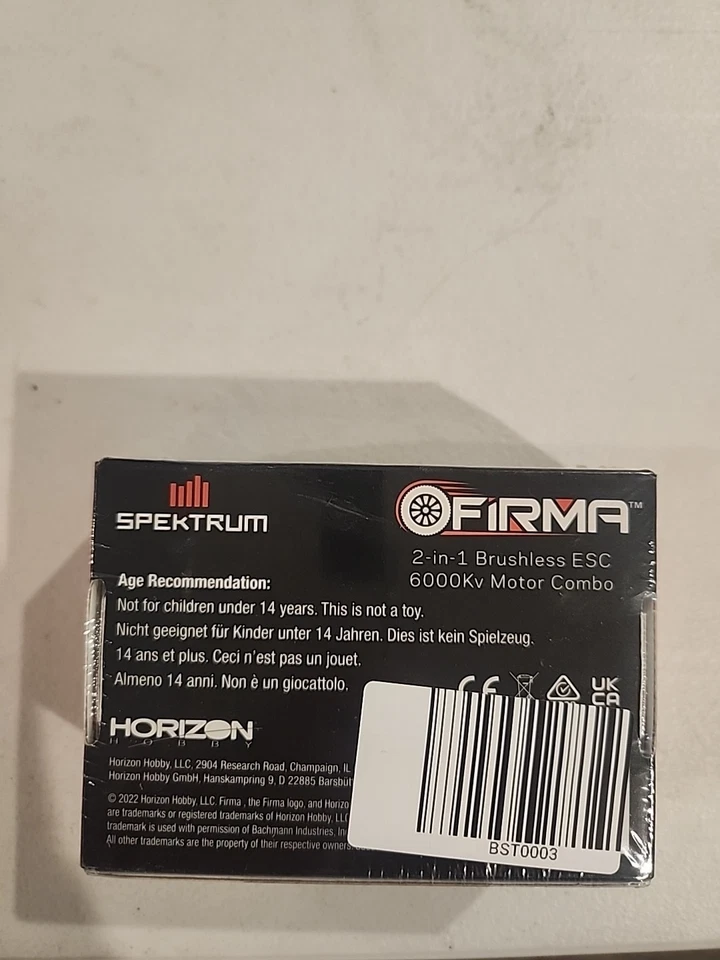 SPEKTRUM
FIRMA™
2-in-1 Brushless ESC
6000Kv Motor Combo
Age Recommendation:
Not for children under 14 years. This is not a toy.
Nicht geeignet für Kinder unter 14 Jahren. Dies ist kein Spielzeug.
14 ans et plus. Ceci n'est pas un jouet.
Almeno 14 anni. Non è un giocattolo.
CE
UK
CA
HORIZON
HOBBY
Horizon Hobby, LLC, 2904 Research Road, Champaign, IL
Horizon Hobby GmbH, Hanskampring 9, D 22885
© 2022 Horizon Hobby, LLC. Firma, the Firma logo, and
are trademarks or registered trademarks of Horizon Hobby,
trademark is used with permission of Bachmann Industries,
All other trademarks are the property of their respective owners.
BST0003